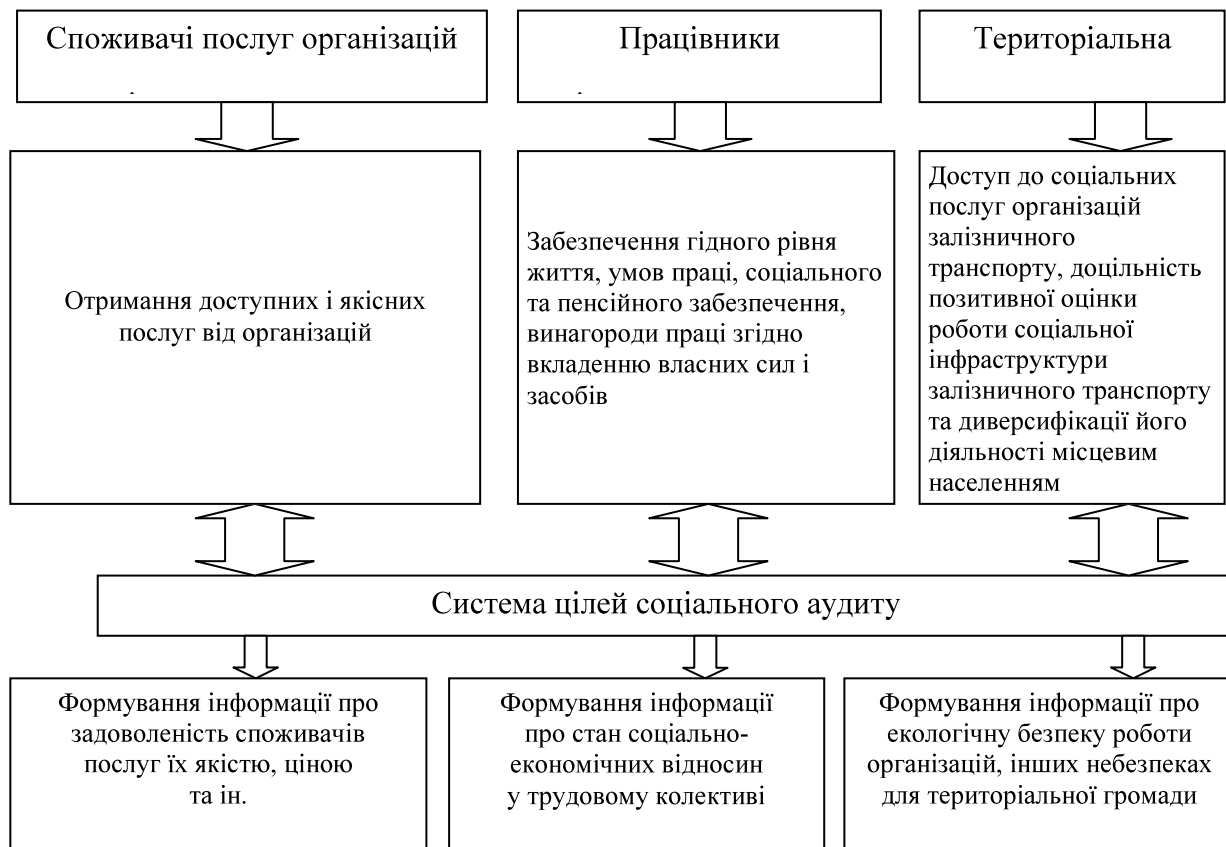 Споживачі послуг організацій
Працівники
Територіальна
Отримання доступних і якісних
послуг від організацій
Забезпечення гідного рівня
життя, умов праці, соціального
та пенсійного забезпечення,
винагороди праці згідно
вкладенню власних сил і
засобів
Доступ до соціальних
послуг організацій
залізничного
транспорту, доцільність
позитивної оцінки
роботи соціальної
інфраструктури
залізничного транспорту
та диверсифікації його
діяльності місцевим
населенням
Система цілей соціального аудиту
Формування інформації про
задоволеність споживачів
послуг їх якістю, ціною
та ін.
Формування інформації
про стан соціально-
економічних відносин
у трудовому колективі
Формування інформації про
екологічну безпеку роботи
організацій, інших небезпеках
для територіальної громади